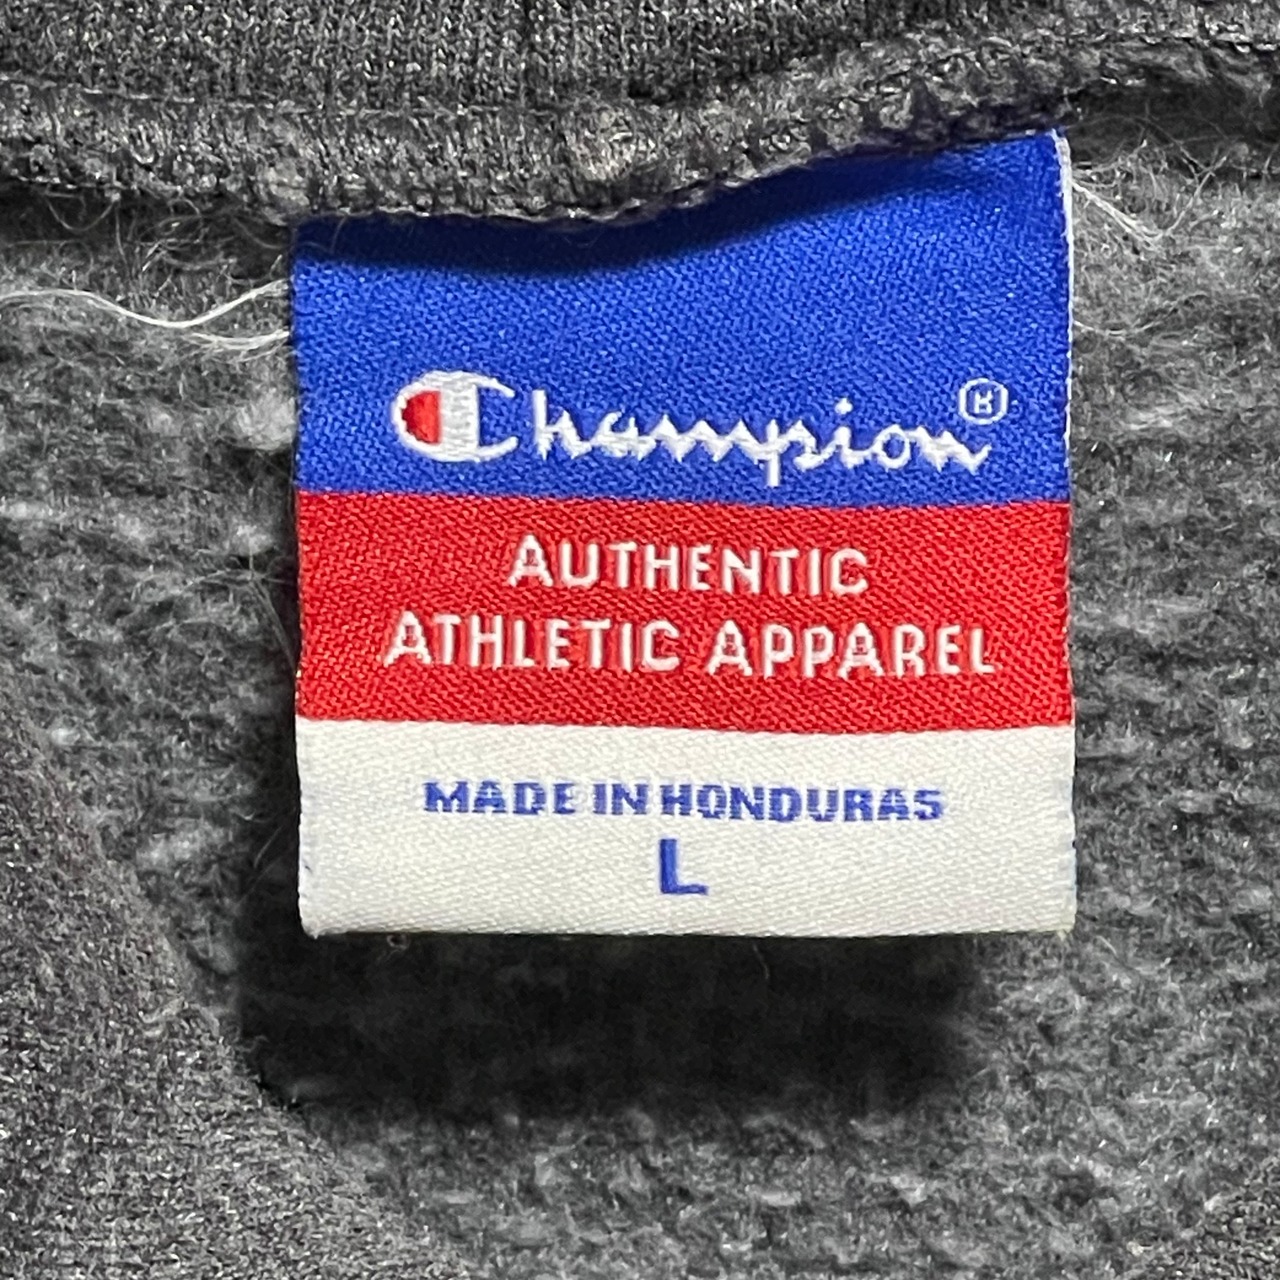 Champion®
AUTHENTIC
ATHLETIC APPAREL
MADE IN HONDURAS
L